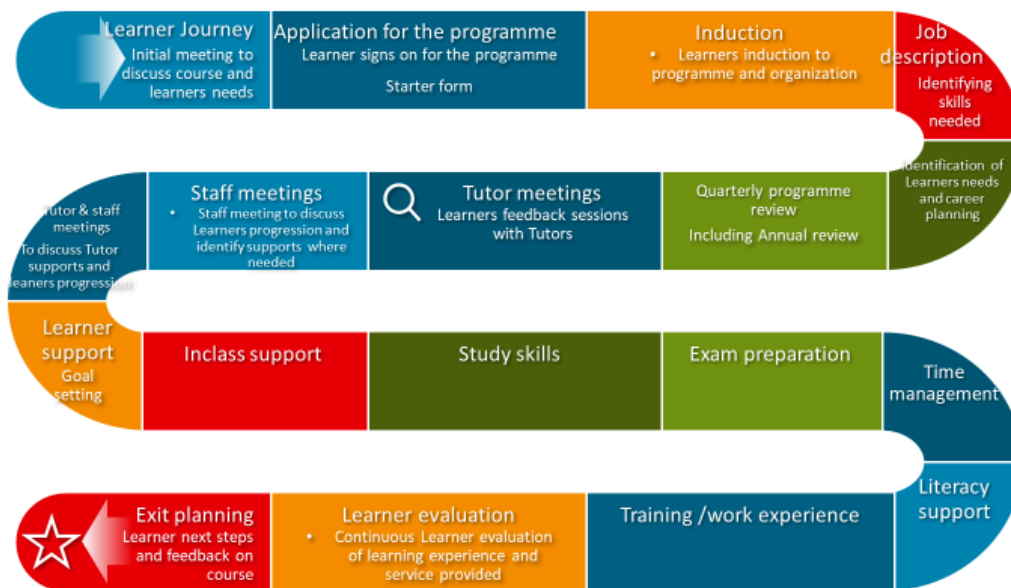 Learner Journey
Initial meeting to
discuss course and
learners needs
Application for the programme
Learner signs on for the programme
Starter form
Induction
• Learners induction to
programme and organization
Job
description
Identifying
skills
needed
Identification of
Learners needs
and career
planning
Quarterly programme
review
Including Annual review
Tutor meetings
Learners feedback sessions
with Tutors
Staff meetings
• Staff meeting to discuss
Learners progression and
identify supports where
needed
Tutor & staff
meetings
To discuss Tutor
supports and
leaners progression
Learner
support
Goal
setting
Inclass support
Study skills
Exam preparation
Time
management
Literacy
support
Training /work experience
Learner evaluation
• Continuous Learner evaluation
of learning experience and
service provided
Exit planning
Learner next steps
and feedback on
course